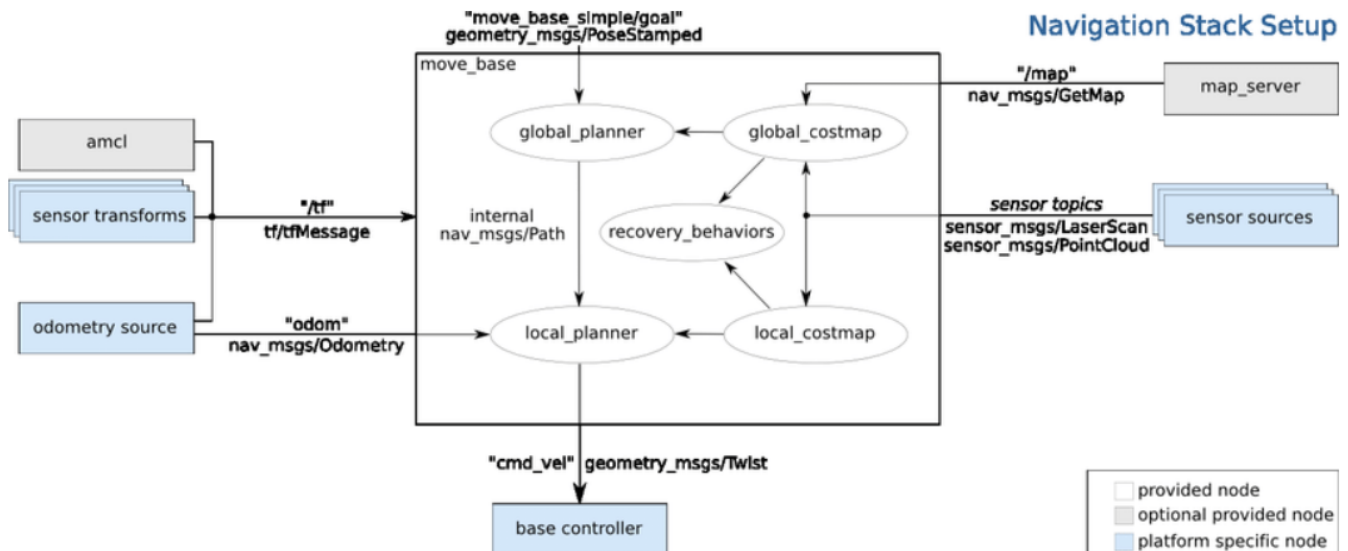 "move_base_simple/goal"
geometry_msgs/PoseStamped
Navigation Stack Setup
move_base
"/map"
nav_msgs/GetMap
map_server
global_planner
global_costmap
amcl
sensor transforms
"/tf"
tf/tfMessage
internal
nav_msgs/Path
recovery_behaviors
sensor topics
sensor_msgs/LaserScan
sensor_msgs/PointCloud
sensor sources
odometry source
"odom"
nav_msgs/Odometry
local_planner
local_costmap
"cmd_vel" geometry_msgs/Twist
base controller
provided node
optional provided node
platform specific node